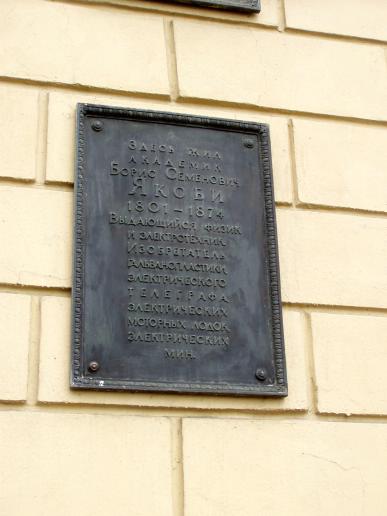 Здесь жил
академик
Борис Семенович
Якоби
1801–1874
Выдающийся физик
и электротехник.
Изобретатель
гальванопластики,
электрического
телеграфа,
электрических
моторных лодок,
электрических
мин.